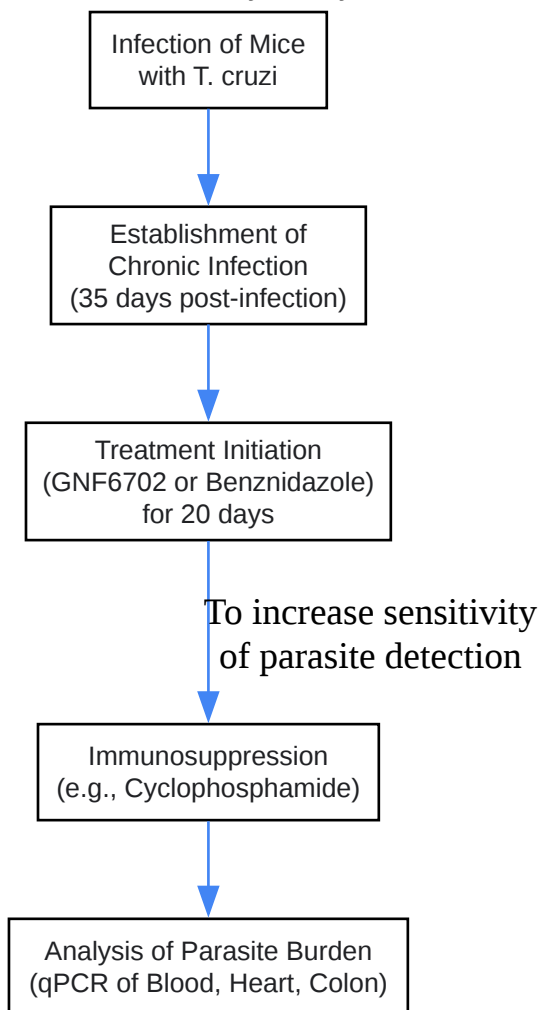 Infection of Mice
with T. cruzi
Establishment of
Chronic Infection
(35 days post-infection)
Treatment Initiation
(GNF6702 or Benznidazole)
for 20 days
To increase sensitivity
of parasite detection
Immunosuppression
(e.g., Cyclophosphamide)
Analysis of Parasite Burden
(qPCR of Blood, Heart, Colon)